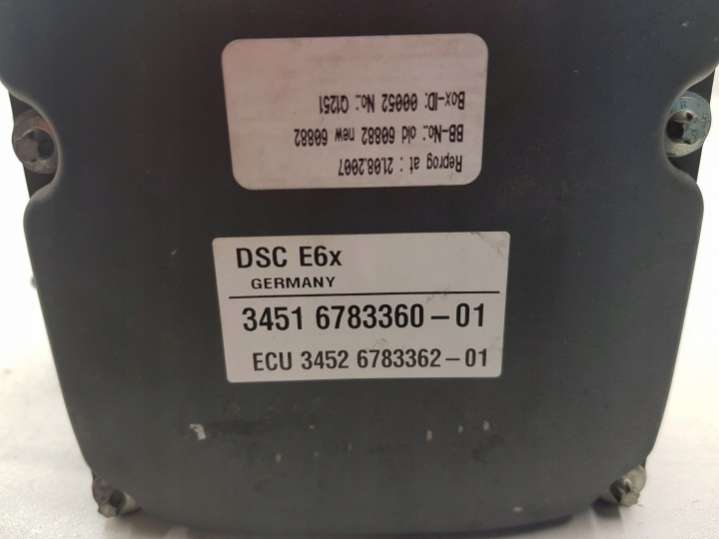 Reprog at : 21.08.2007
BB-No.: old 60882 new 60882
Box-ID: 00052 No.: Q1251
DSC E6x
GERMANY
3451 6783360-01
ECU 3452 6783362-01